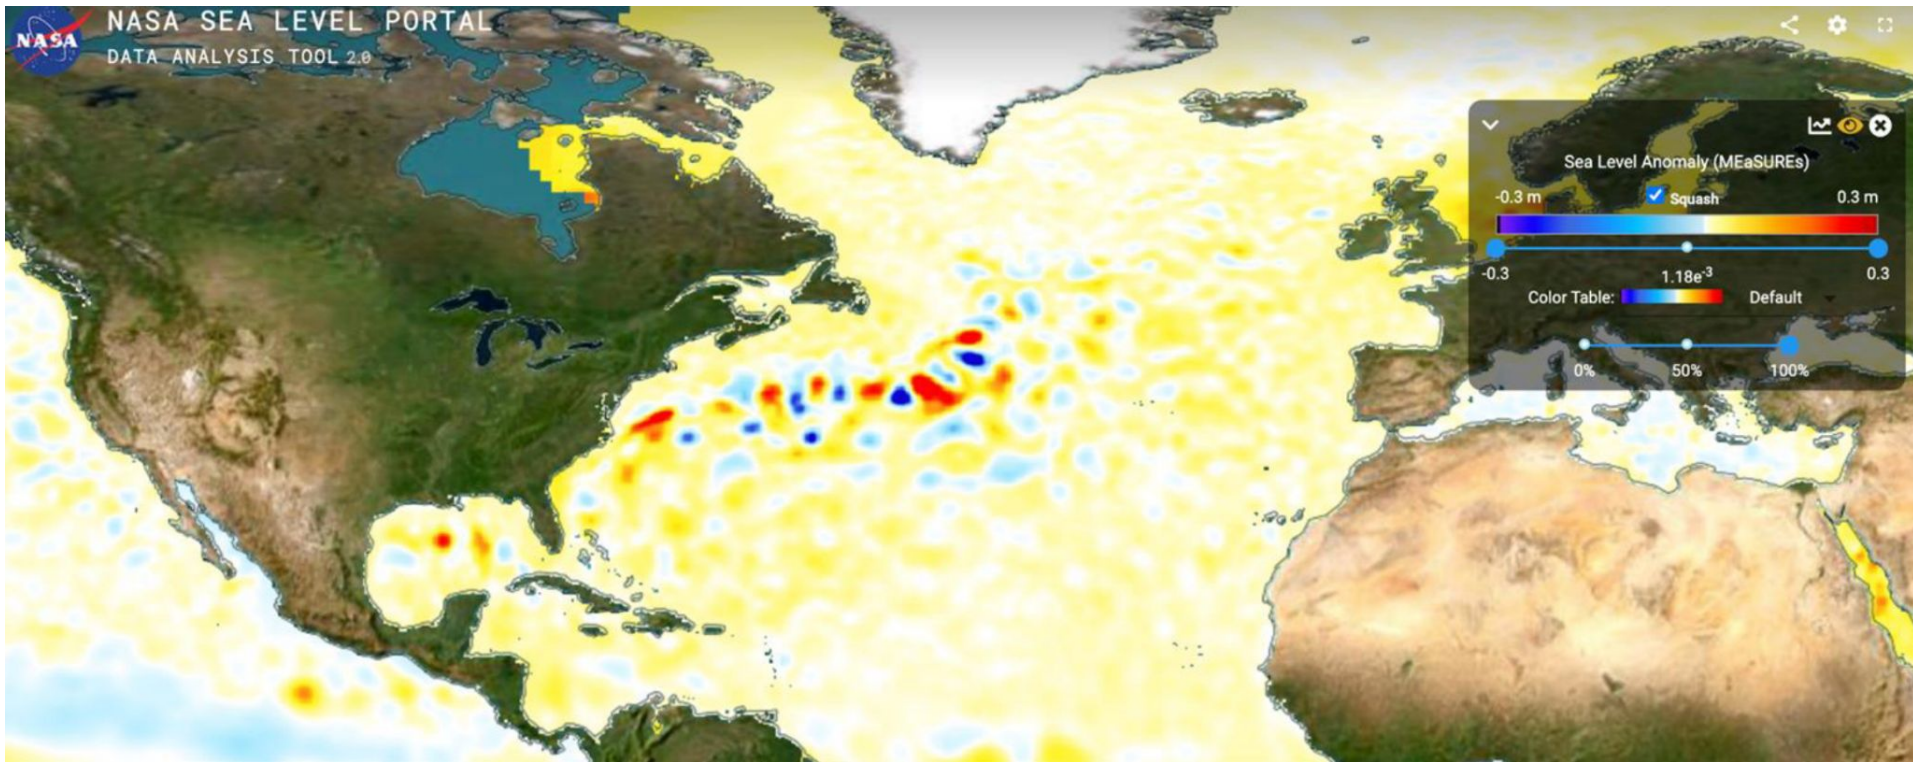 NASA
NASA SEA LEVEL PORTAL
DATA ANALYSIS TOOL 2.0
Sea Level Anomaly (MEaSUREs)
-0.3 m Squash 0.3 m
-0.3 1.18e-3 0.3
Color Table: Default
0% 50% 100%